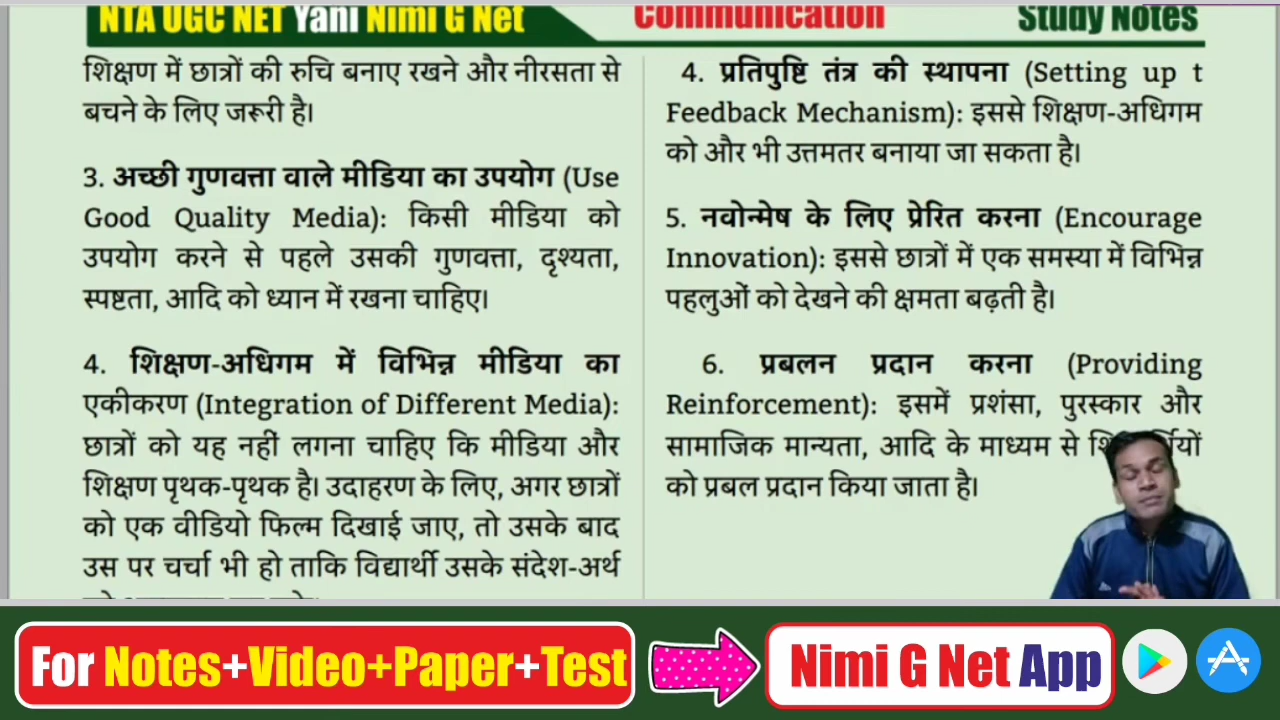 NTA UGC NET Yani Nimi G Net
Communication
Study Notes
शिक्षण में छात्रों की रुचि बनाए रखने और नीरसता से
बचने के लिए जरूरी है।
3. अच्छी गुणवत्ता वाले मीडिया का उपयोग (Use
Good Quality Media): किसी मीडिया को
उपयोग करने से पहले उसकी गुणवत्ता, दृश्यता,
स्पष्टता, आदि को ध्यान में रखना चाहिए।
4. शिक्षण-अधिगम में विभिन्न मीडिया का
एकीकरण (Integration of Different Media):
छात्रों को यह नहीं लगना चाहिए कि मीडिया और
शिक्षण पृथक-पृथक है। उदाहरण के लिए, अगर छात्रों
को एक वीडियो फिल्म दिखाई जाए, तो उसके बाद
उस पर चर्चा भी हो ताकि विद्यार्थी उसके संदेश-अर्थ
4. प्रतिपुष्टि तंत्र की स्थापना (Setting up t
Feedback Mechanism): इससे शिक्षण-अधिगम
को और भी उत्तमतर बनाया जा सकता है।
5. नवोन्मेष के लिए प्रेरित करना (Encourage
Innovation): इससे छात्रों में एक समस्या में विभिन्न
पहलुओं को देखने की क्षमता बढ़ती है।
6. प्रबलन प्रदान करना (Providing
Reinforcement): इसमें प्रशंसा, पुरस्कार और
सामाजिक मान्यता, आदि के माध्यम से
को प्रबल प्रदान किया जाता है।
For Notes+Video+Paper+Test
Nimi G Net App